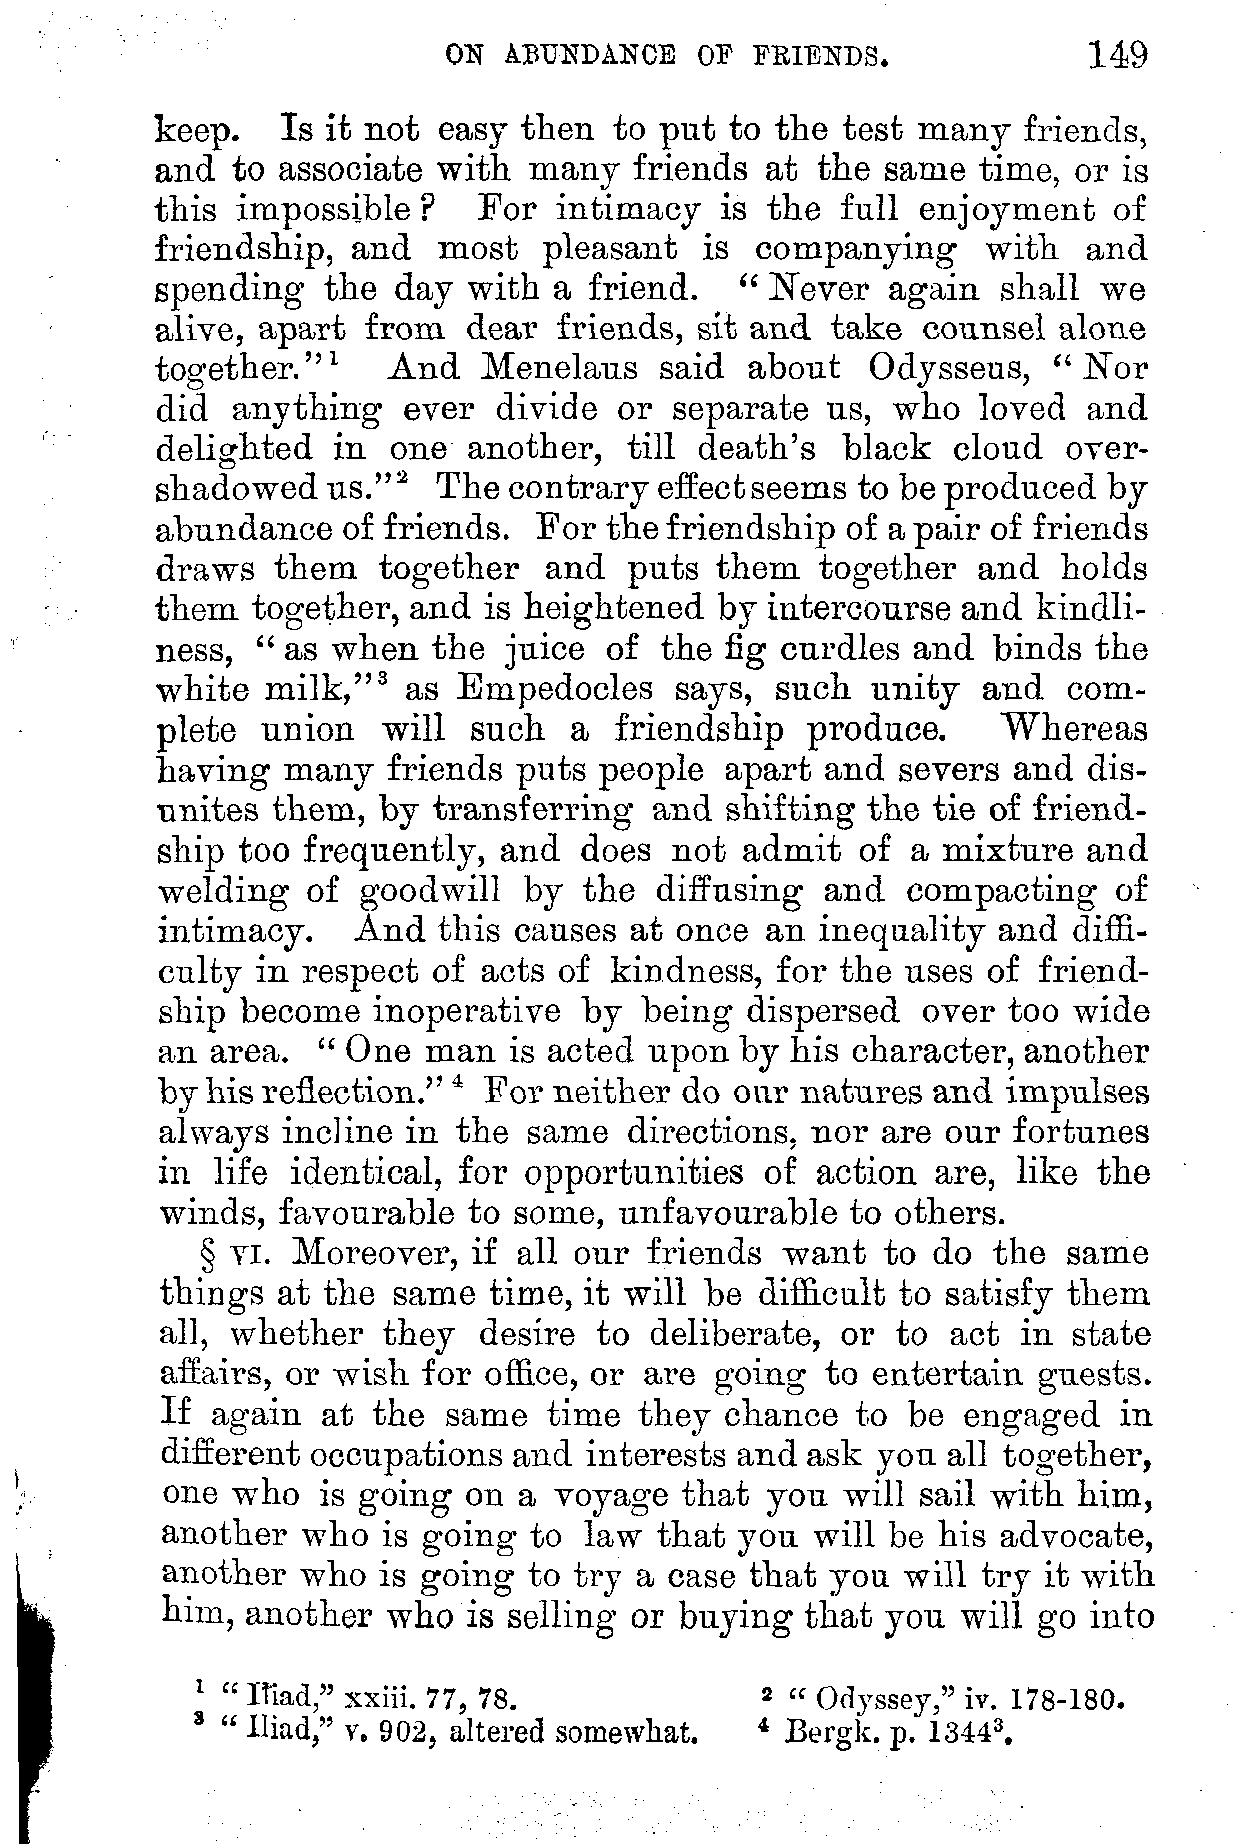 ON ABUNDANCE OF FRIENDS. 149
keep. Is it not easy then to put to the test many friends,
and to associate with many friends at the same time, or is
this impossible? For intimacy is the full enjoyment of
friendship, and most pleasant is companying with and
spending the day with a friend. “Never again shall we
alive, apart from dear friends, sit and take counsel alone
together.”¹ And Menelaus said about Odysseus, “Nor
did anything ever divide or separate us, who loved and
delighted in one another, till death’s black cloud over-
shadowed us.”² The contrary effect seems to be produced by
abundance of friends. For the friendship of a pair of friends
draws them together and puts them together and holds
them together, and is heightened by intercourse and kindli-
ness, “as when the juice of the fig curdles and binds the
white milk,”³ as Empedocles says, such unity and com-
plete union will such a friendship produce. Whereas
having many friends puts people apart and severs and dis-
unites them, by transferring and shifting the tie of friend-
ship too frequently, and does not admit of a mixture and
welding of goodwill by the diffusing and compacting of
intimacy. And this causes at once an inequality and diffi-
culty in respect of acts of kindness, for the uses of friend-
ship become inoperative by being dispersed over too wide
an area. “One man is acted upon by his character, another
by his reflection.”⁴ For neither do our natures and impulses
always incline in the same directions, nor are our fortunes
in life identical, for opportunities of action are, like the
winds, favourable to some, unfavourable to others.
§ VI. Moreover, if all our friends want to do the same
things at the same time, it will be difficult to satisfy them
all, whether they desire to deliberate, or to act in state
affairs, or wish for office, or are going to entertain guests.
If again at the same time they chance to be engaged in
different occupations and interests and ask you all together,
one who is going on a voyage that you will sail with him,
another who is going to law that you will be his advocate,
another who is going to try a case that you will try it with
him, another who is selling or buying that you will go into
¹ “Iliad,” xxiii. 77, 78. ² “Odyssey,” iv. 178-180.
³ “Iliad,” v. 902, altered somewhat. ⁴ Bergk. p. 1344³.